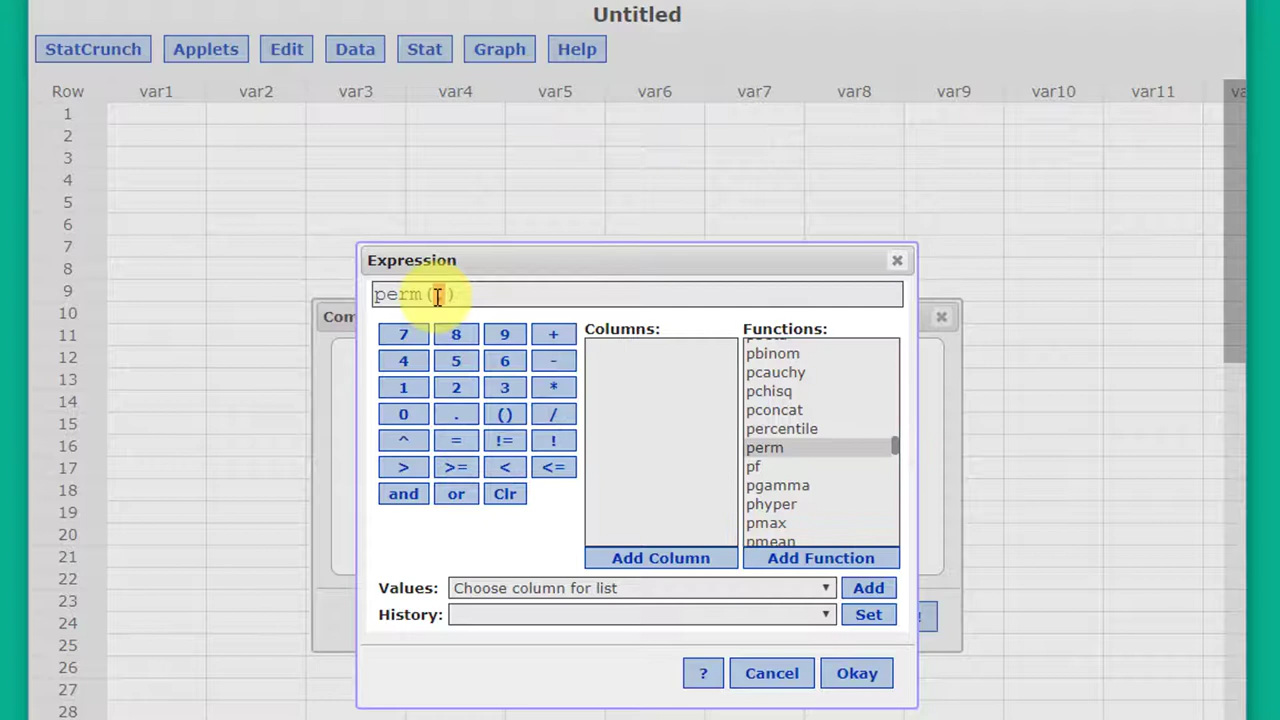 Untitled
StatCrunch Applets Edit Data Stat Graph Help
Row var1 var2 var3 var4 var5 var6 var7 var8 var9 var10 var11
1
2
3
4
5
6
7
8
9
10
11
12
13
14
15
16
17
18
19
20
21
22
23
24
25
26
27
28
Expression
perm( )
7 8 9 +
4 5 6 -
1 2 3 *
0 . () /
^ = != !
> >= < <=
and or Clr
Columns:
Add Column
Functions:
pbinom
pcauchy
pchisq
pconcat
percentile
perm
pf
pgamma
phyper
pmax
pmean
Add Function
Values: Choose column for list Add
History: Set
? Cancel Okay